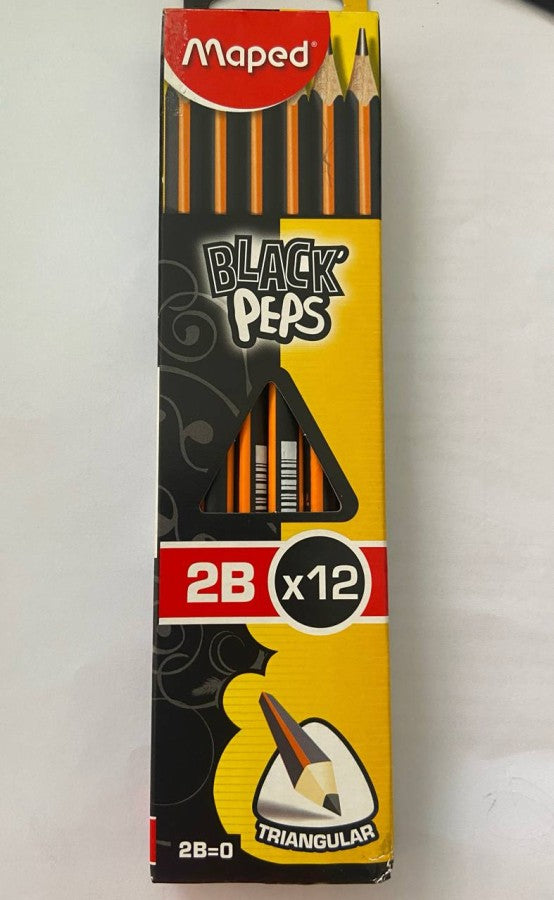 Maped®
BLACK'
PEPS
2B x12
TRIANGULAR
2B=0